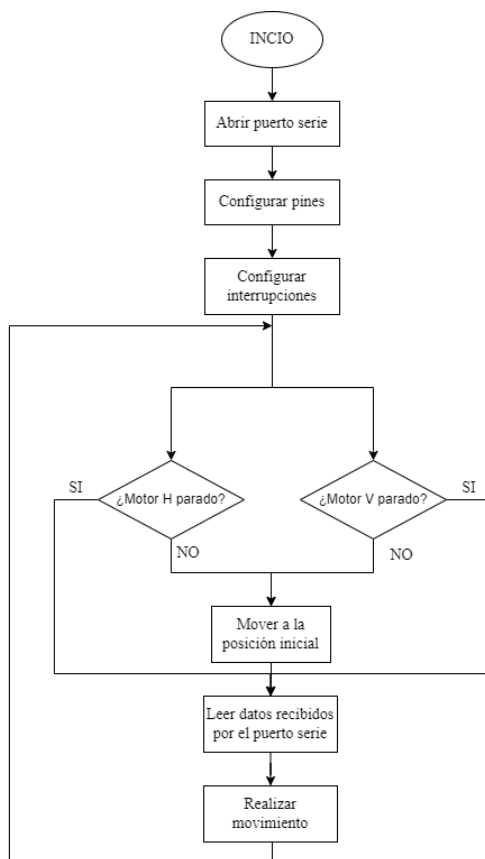 INCIO
Abrir puerto serie
Configurar pines
Configurar
interrupciones
SI
¿Motor H parado?
¿Motor V parado?
SI
NO
NO
Mover a la
posición inicial
Leer datos recibidos
por el puerto serie
Realizar
movimiento